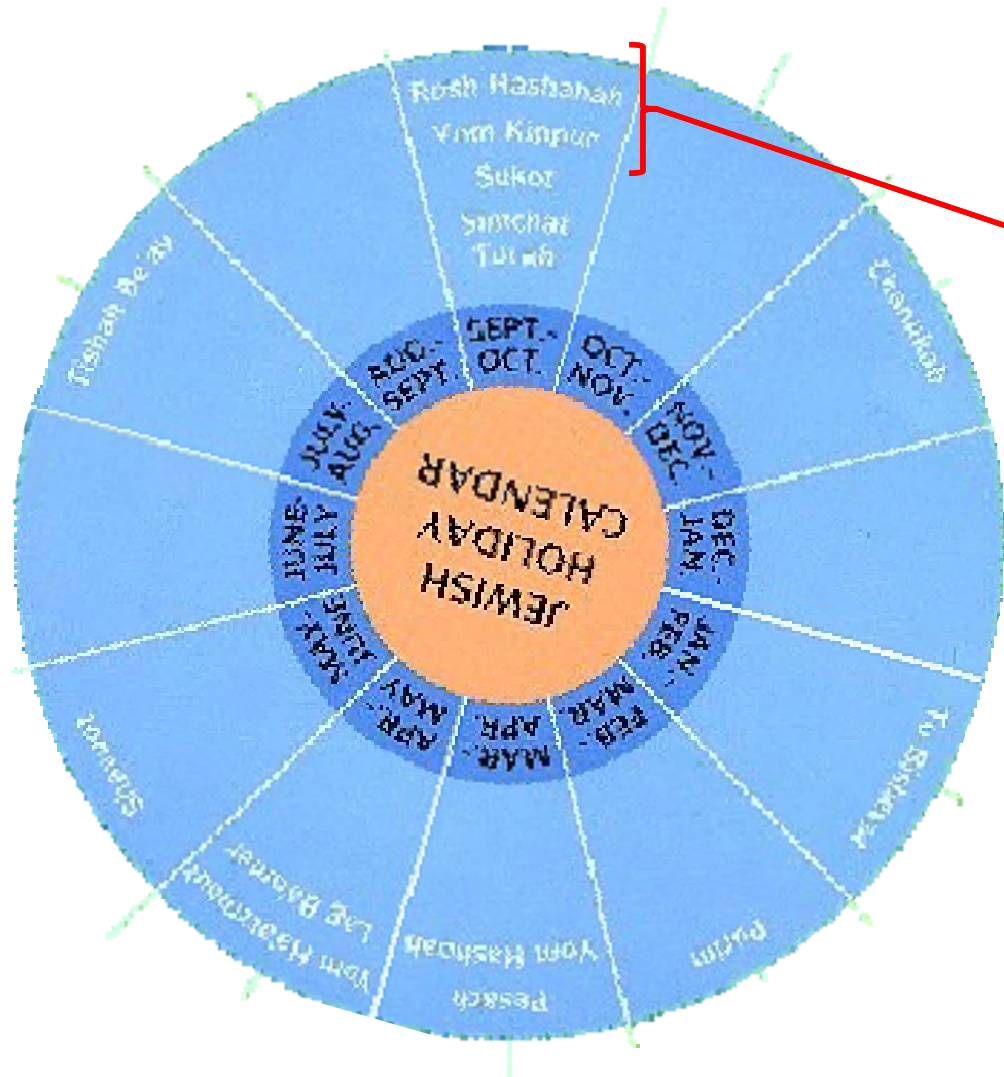 Rosh Hashanah
Yom Kippur
Sukot
Simchat
Torah
SEPT.-
OCT.
OCT.-
NOV.
Chanukah
NOV.-
DEC.
DEC.-
JAN.
Tu Bishevat
JAN.-
FEB.
Purim
FEB.-
MAR.
Yom Hashoah
Pesach
MAR.-
APR.
Lag Baomer
Yom Ha'atzmaut
APR.-
MAY
Shavuot
MAY-
JUNE
JUNE-
JULY
Tishah Be'av
JULY-
AUG.
AUG.-
SEPT.
JEWISH
HOLIDAY
CALENDAR